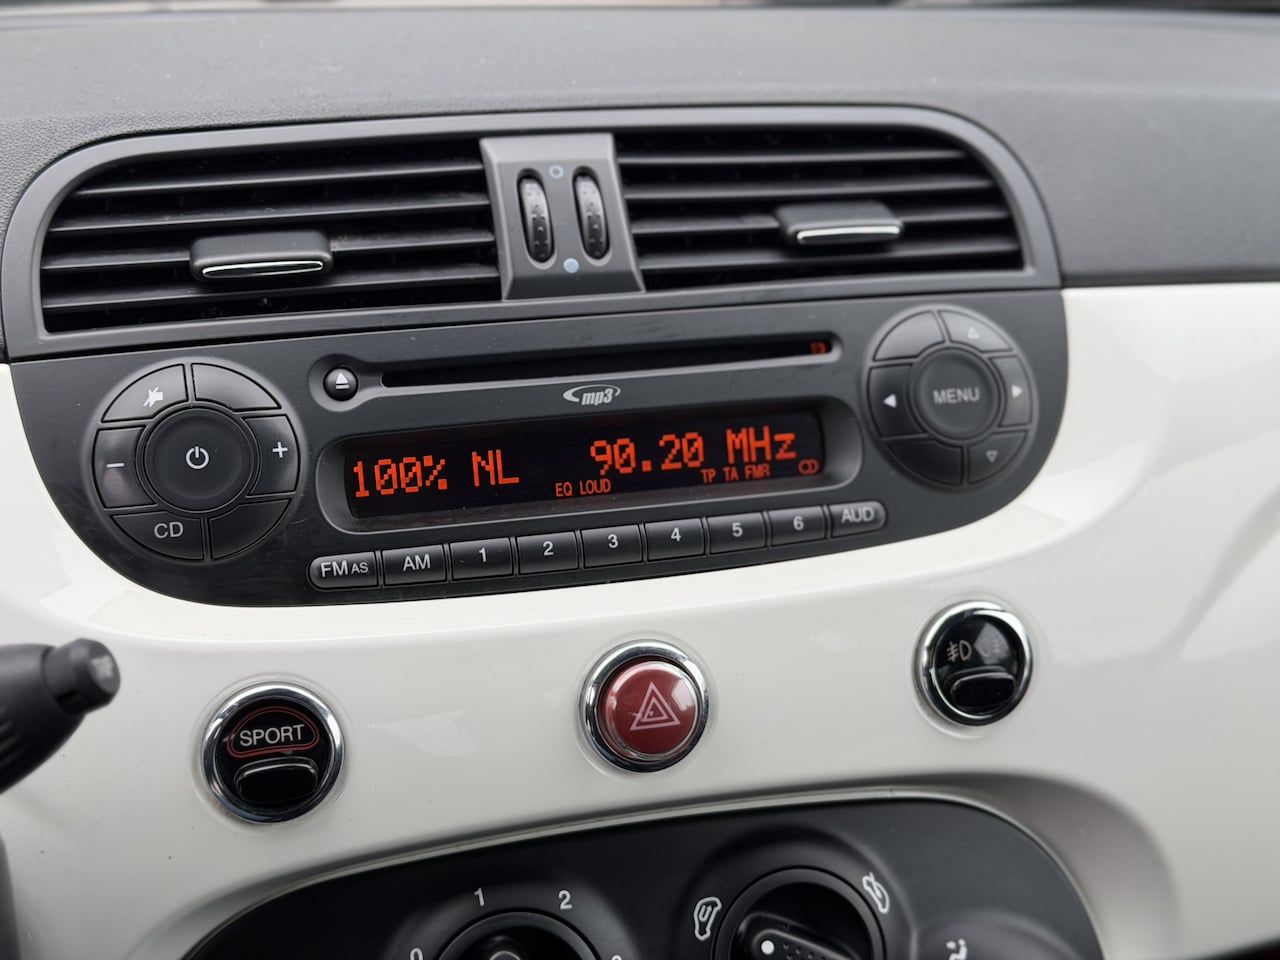 mp3
100% NL 90.20 MHz
EQ LOUD TP TA FMR
MENU
CD
FM AS AM 1 2 3 4 5 6 AUD
SPORT
1 2
0